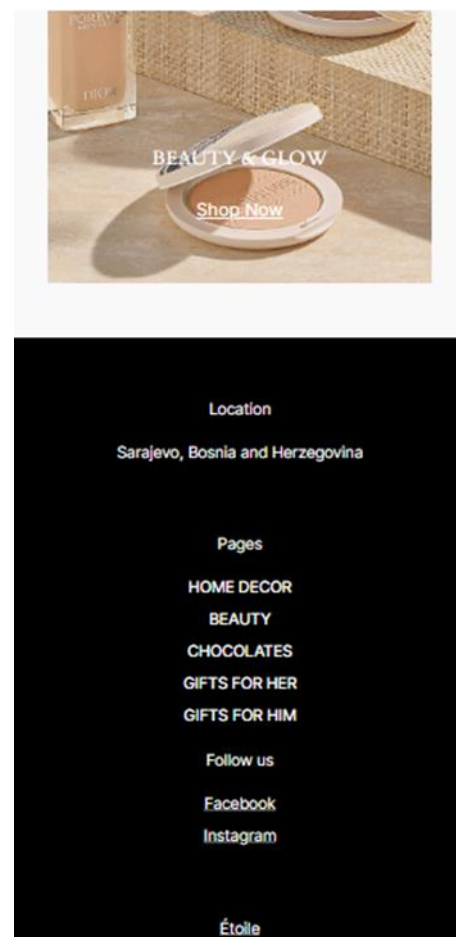 DIOR
BEAUTY & GLOW
Shop Now
Location
Sarajevo, Bosnia and Herzegovina
Pages
HOME DECOR
BEAUTY
CHOCOLATES
GIFTS FOR HER
GIFTS FOR HIM
Follow us
Facebook
Instagram
Étoile